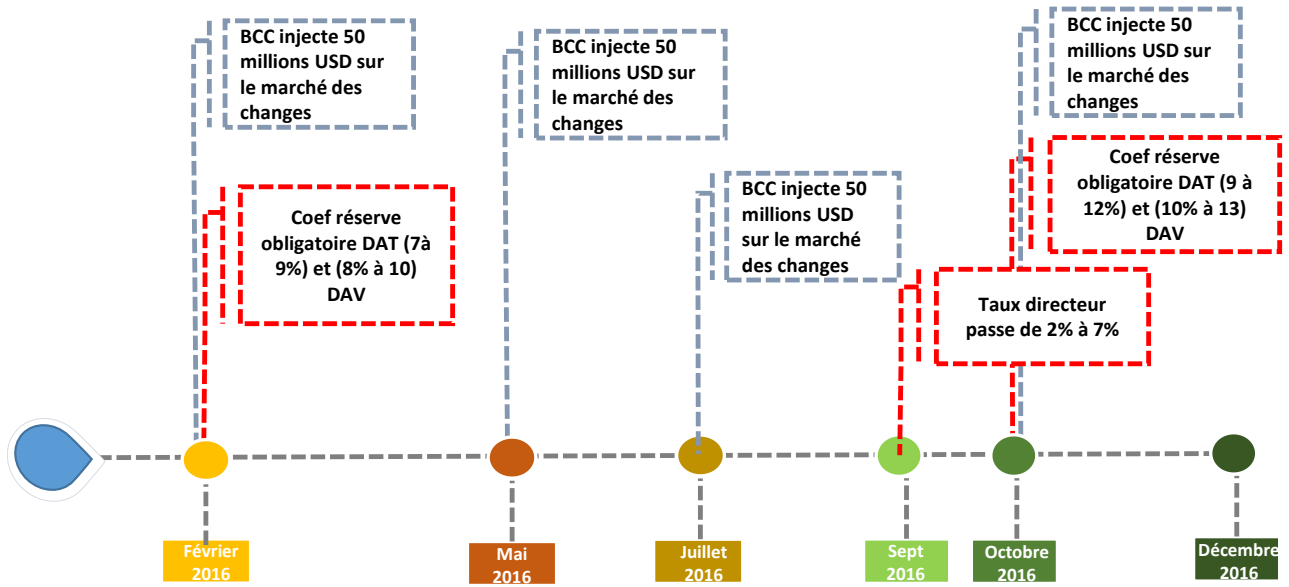 BCC injecte 50
millions USD sur
le marché des
changes
Coef réserve
obligatoire DAT (7à
9%) et (8% à 10)
DAV
BCC injecte 50
millions USD sur
le marché des
changes
BCC injecte 50
millions USD
sur le marché
des changes
Taux directeur
passe de 2% à 7%
BCC injecte 50
millions USD sur
le marché des
changes
Coef réserve
obligatoire DAT (9 à
12%) et (10% à 13)
DAV
Février
2016
Mai
2016
Juillet
2016
Sept
2016
Octobre
2016
Décembre
2016